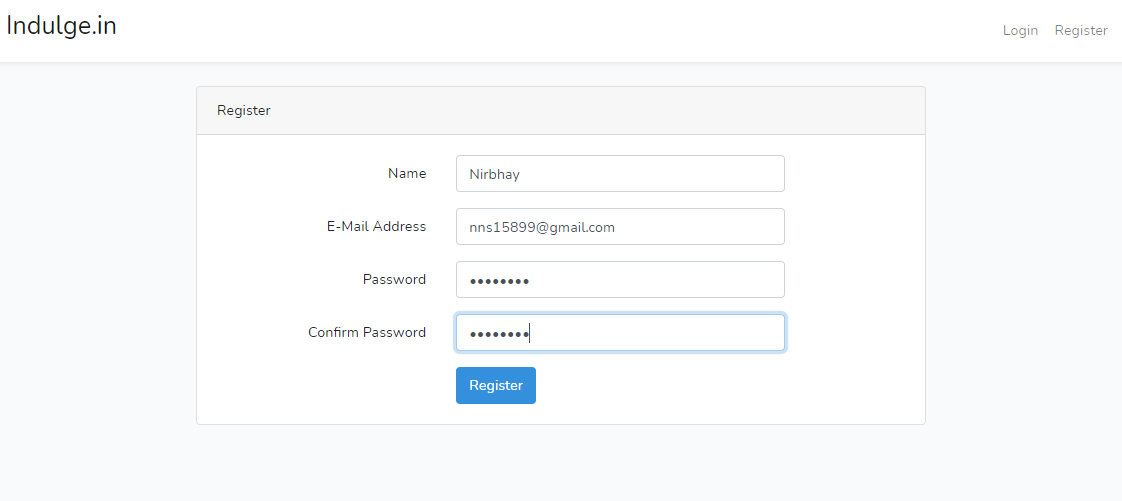 Indulge.in
Login Register
Register
Name Nirbhay
E-Mail Address nns15899@gmail.com
Password ••••••••
Confirm Password ••••••••
Register